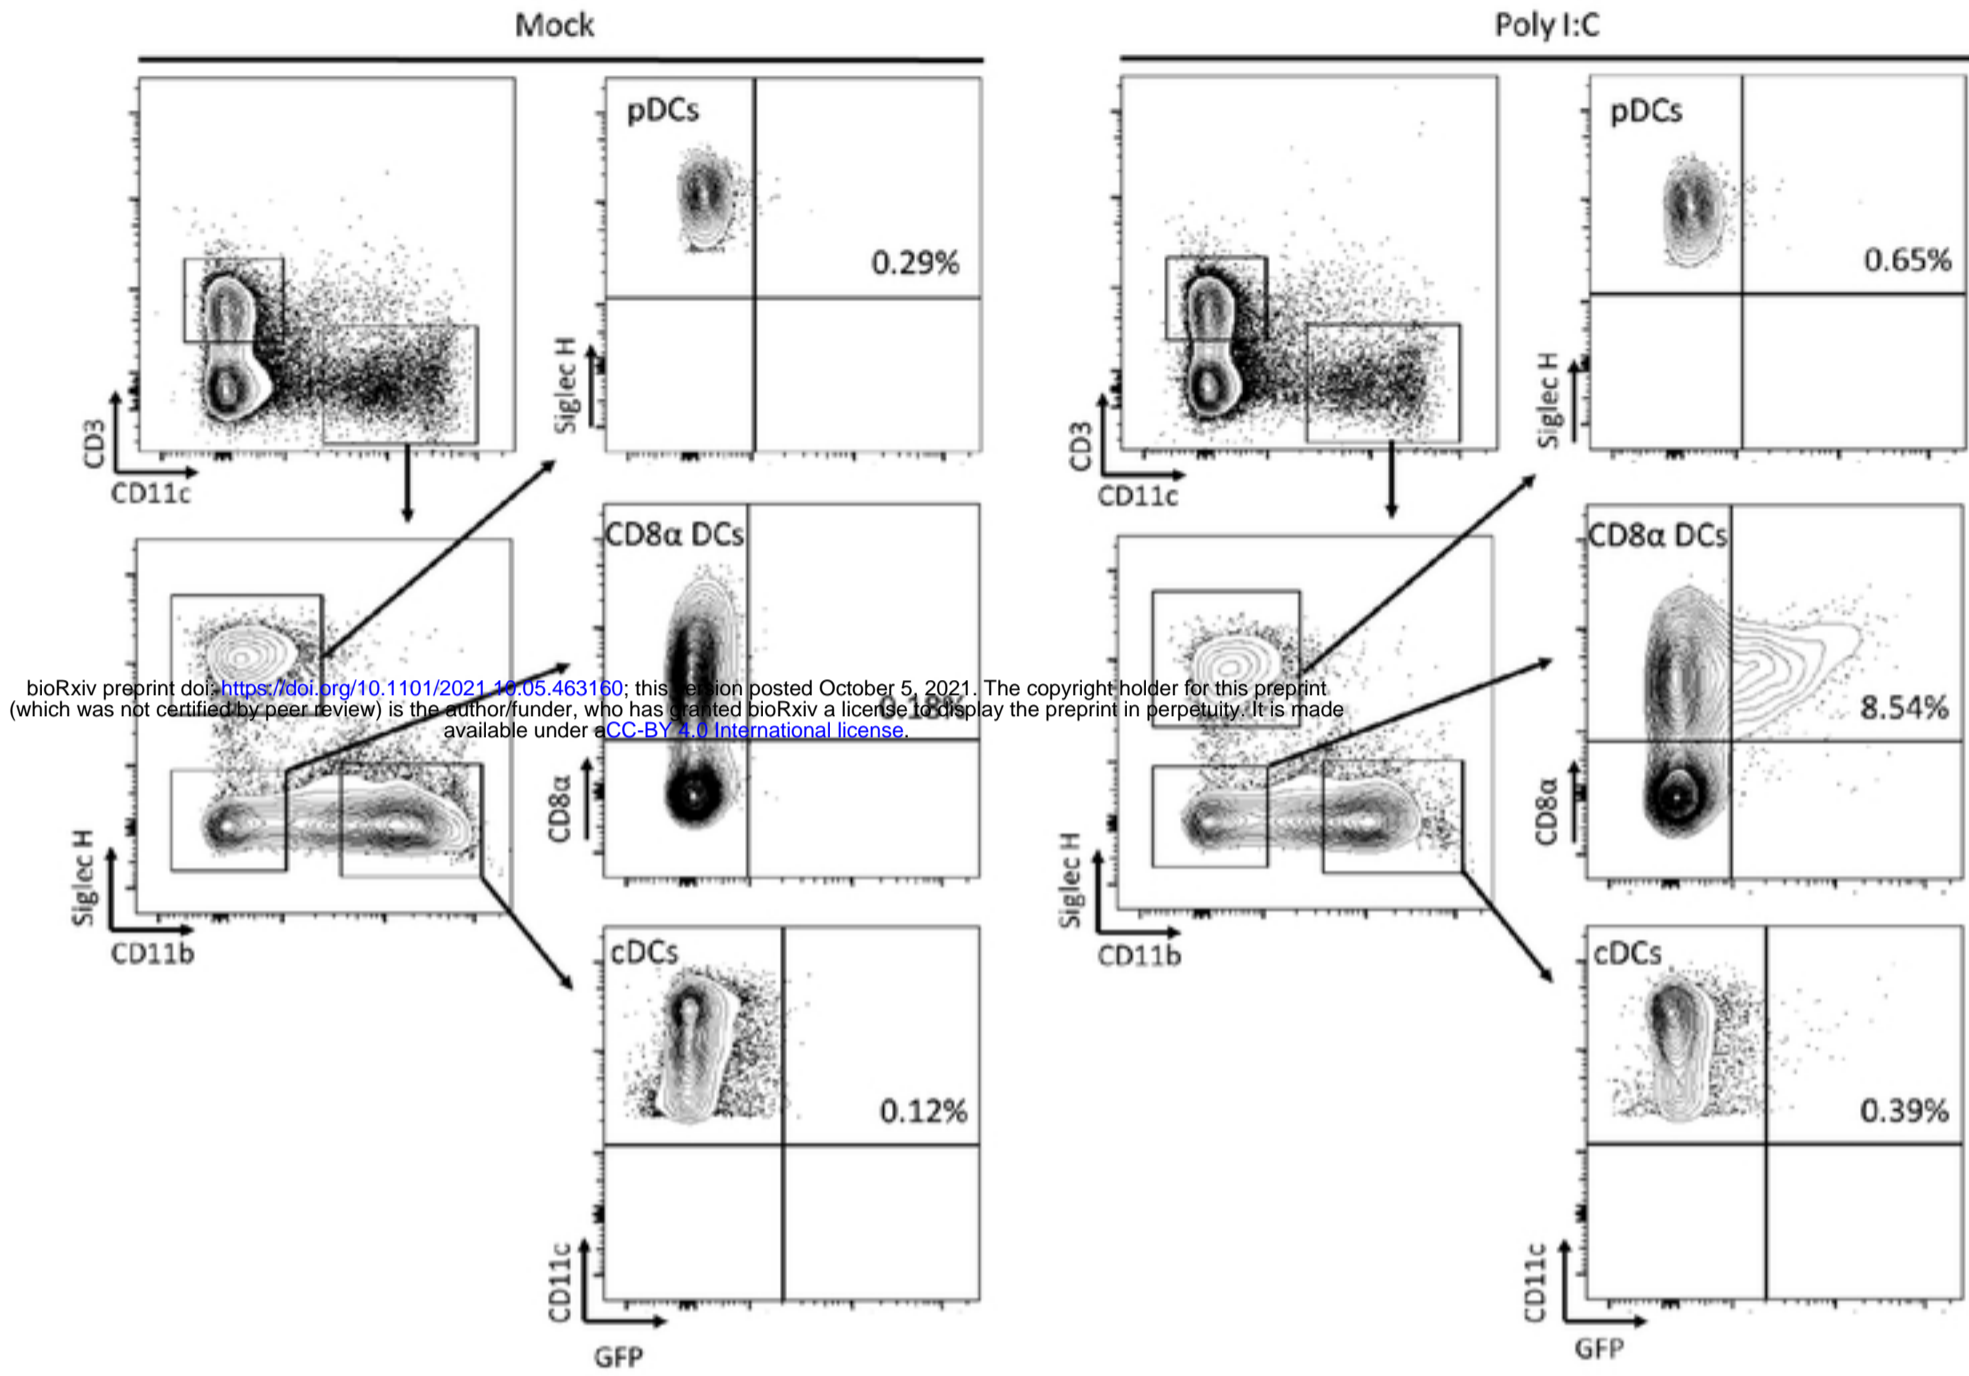 Mock
Poly I:C
pDCs
0.29%
Siglec H
CD3
CD11c
pDCs
0.65%
Siglec H
CD3
CD11c
CD8α DCs
0.18%
CD8α
CD8α DCs
8.54%
CD8α
bioRxiv preprint doi: https://doi.org/10.1101/2021.10.05.463160; this version posted October 5, 2021. The copyright holder for this preprint
(which was not certified by peer review) is the author/funder, who has granted bioRxiv a license to display the preprint in perpetuity. It is made
available under aCC-BY 4.0 International license.
Siglec H
CD11b
Siglec H
CD11b
cDCs
0.12%
CD11c
GFP
cDCs
0.39%
CD11c
GFP